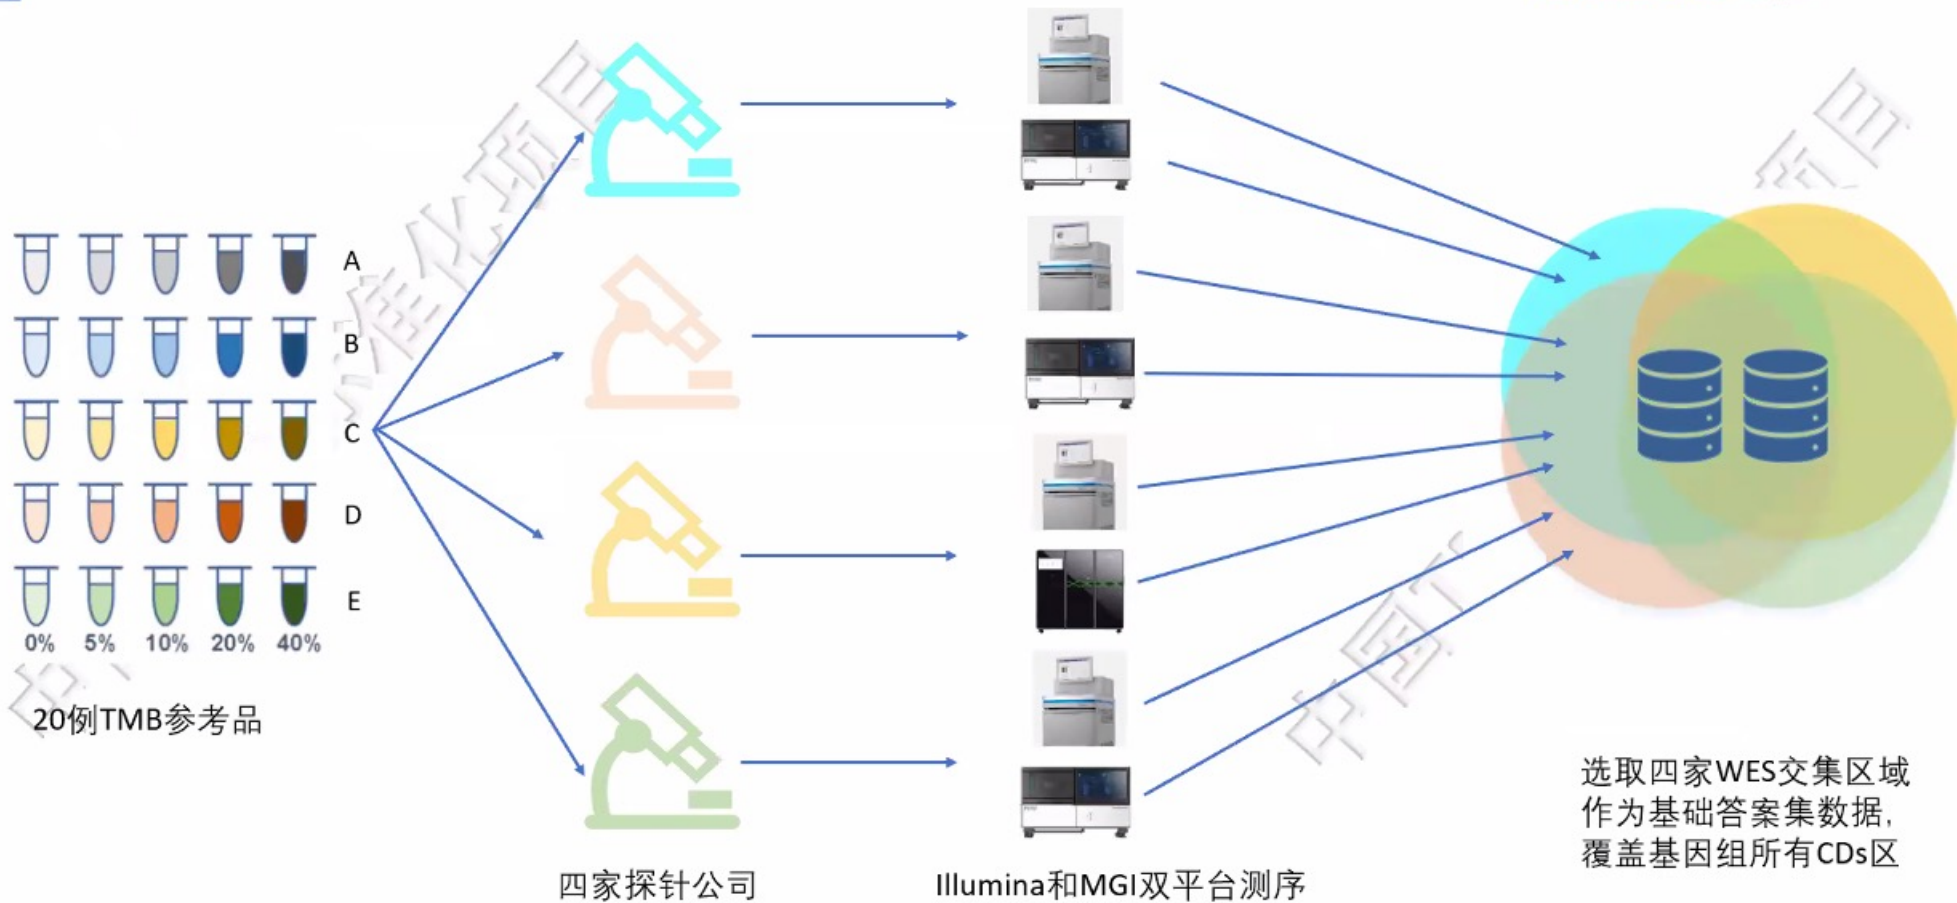 A
B
C
D
E
0% 5% 10% 20% 40%
20例TMB参考品
四家探针公司
Illumina和MGI双平台测序
选取四家WES交集区域
作为基础答案集数据,
覆盖基因组所有CDs区